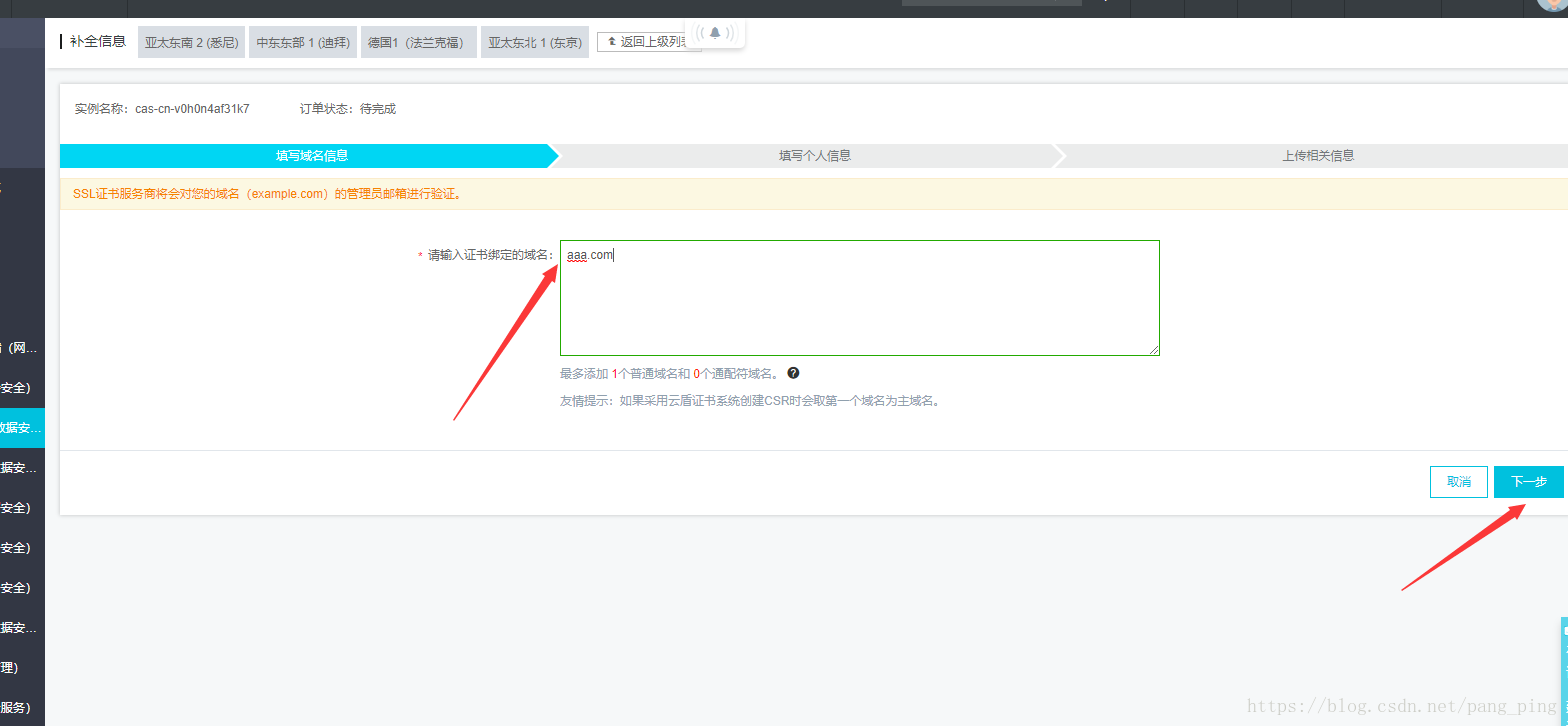 补全信息 亚太东南 2 (悉尼) 中东东部 1 (迪拜) 德国1（法兰克福） 亚太东北 1 (东京) 返回上级列表
实例名称：cas-cn-v0h0n4af31k7 订单状态：待完成
填写域名信息 填写个人信息 上传相关信息
SSL证书服务商将会对您的域名（example.com）的管理员邮箱进行验证。
* 请输入证书绑定的域名： aaa.com
最多添加 1个普通域名和 0个通配符域名。
友情提示：如果采用云盾证书系统创建CSR时会取第一个域名为主域名。
取消 下一步
（网...
安全)
据安...
据安...
安全)
安全)
安全)
据安...
理)
服务)
https://blog.csdn.net/pang_ping